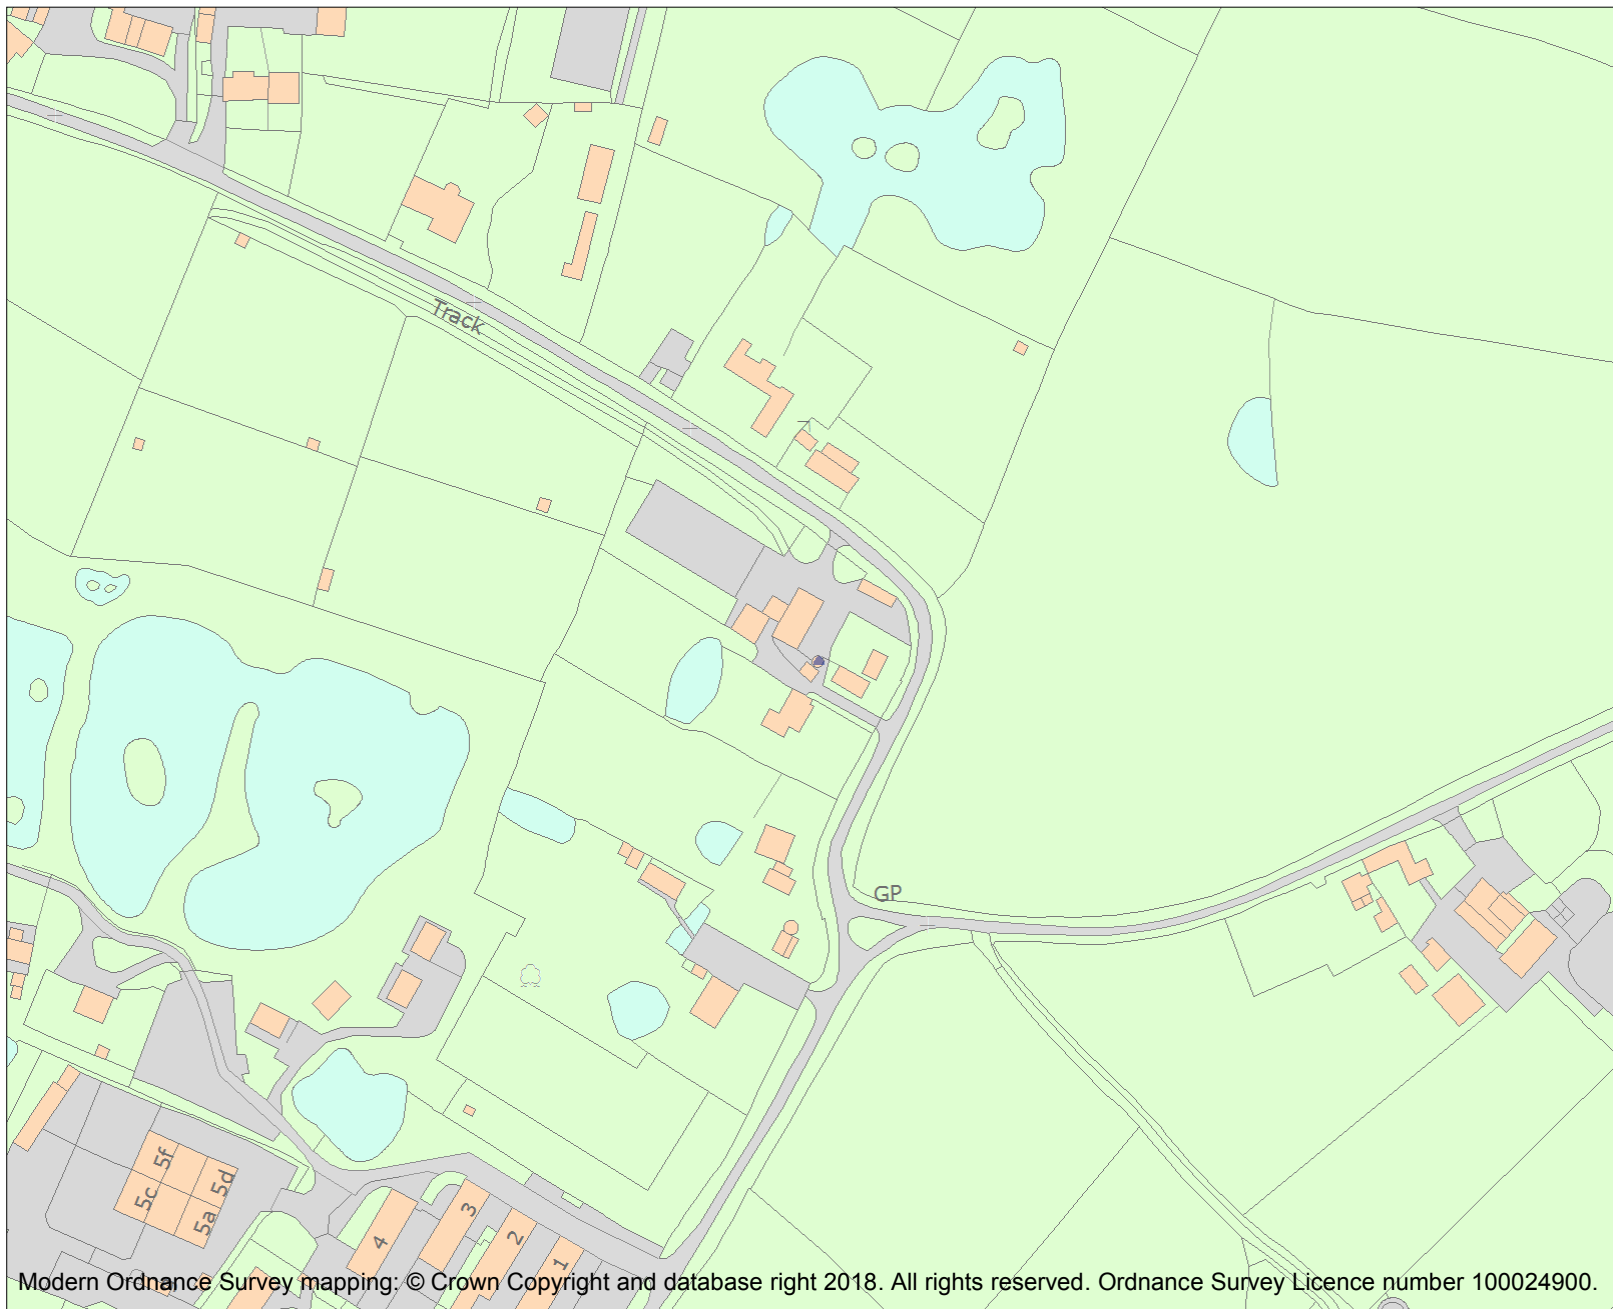 Track
GP
5f
5d
5c
5a
3
2
4
1
Modern Ordnance Survey mapping: © Crown Copyright and database right 2018. All rights reserved. Ordnance Survey Licence number 100024900.